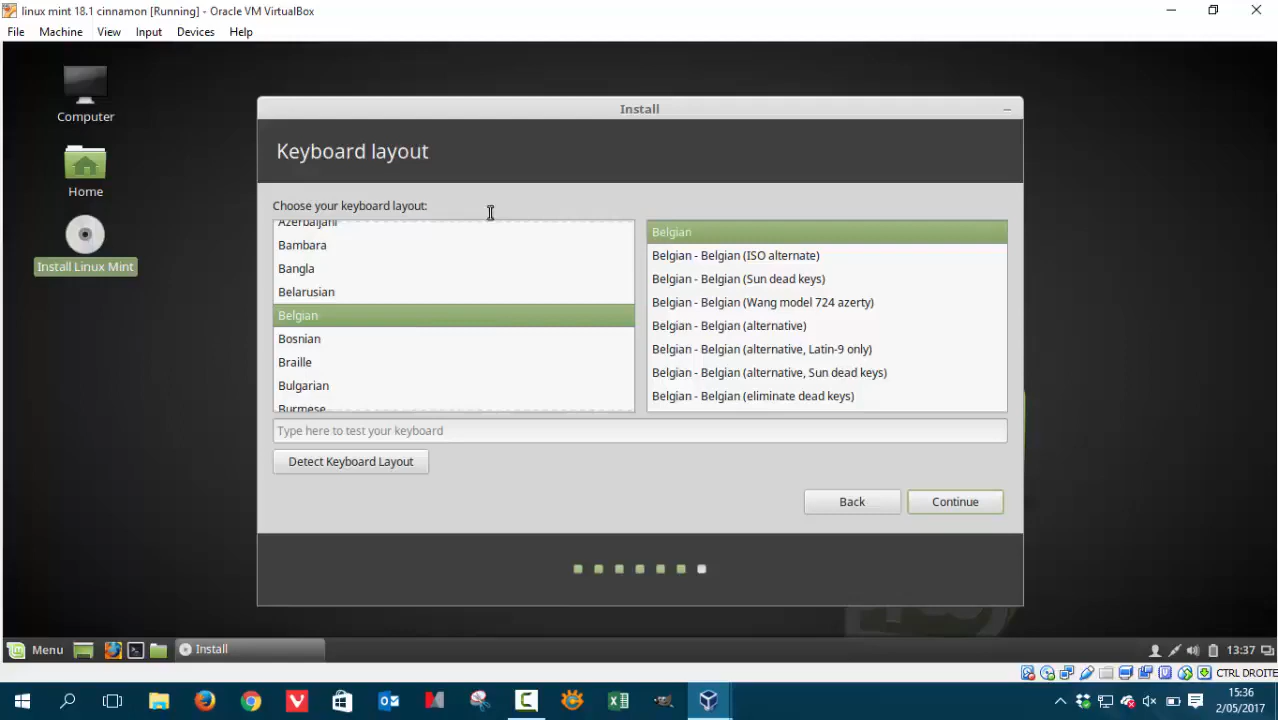 linux mint 18.1 cinnamon [Running] - Oracle VM VirtualBox
File Machine View Input Devices Help
Computer
Home
Install Linux Mint
Install
Keyboard layout
Choose your keyboard layout:
Azerbaijani
Bambara
Bangla
Belarusian
Belgian
Bosnian
Braille
Bulgarian
Burmese
Belgian
Belgian - Belgian (ISO alternate)
Belgian - Belgian (Sun dead keys)
Belgian - Belgian (Wang model 724 azerty)
Belgian - Belgian (alternative)
Belgian - Belgian (alternative, Latin-9 only)
Belgian - Belgian (alternative, Sun dead keys)
Belgian - Belgian (eliminate dead keys)
Type here to test your keyboard
Detect Keyboard Layout
Back Continue
Menu Install 13:37
CTRL DROITE
15:36
2/05/2017